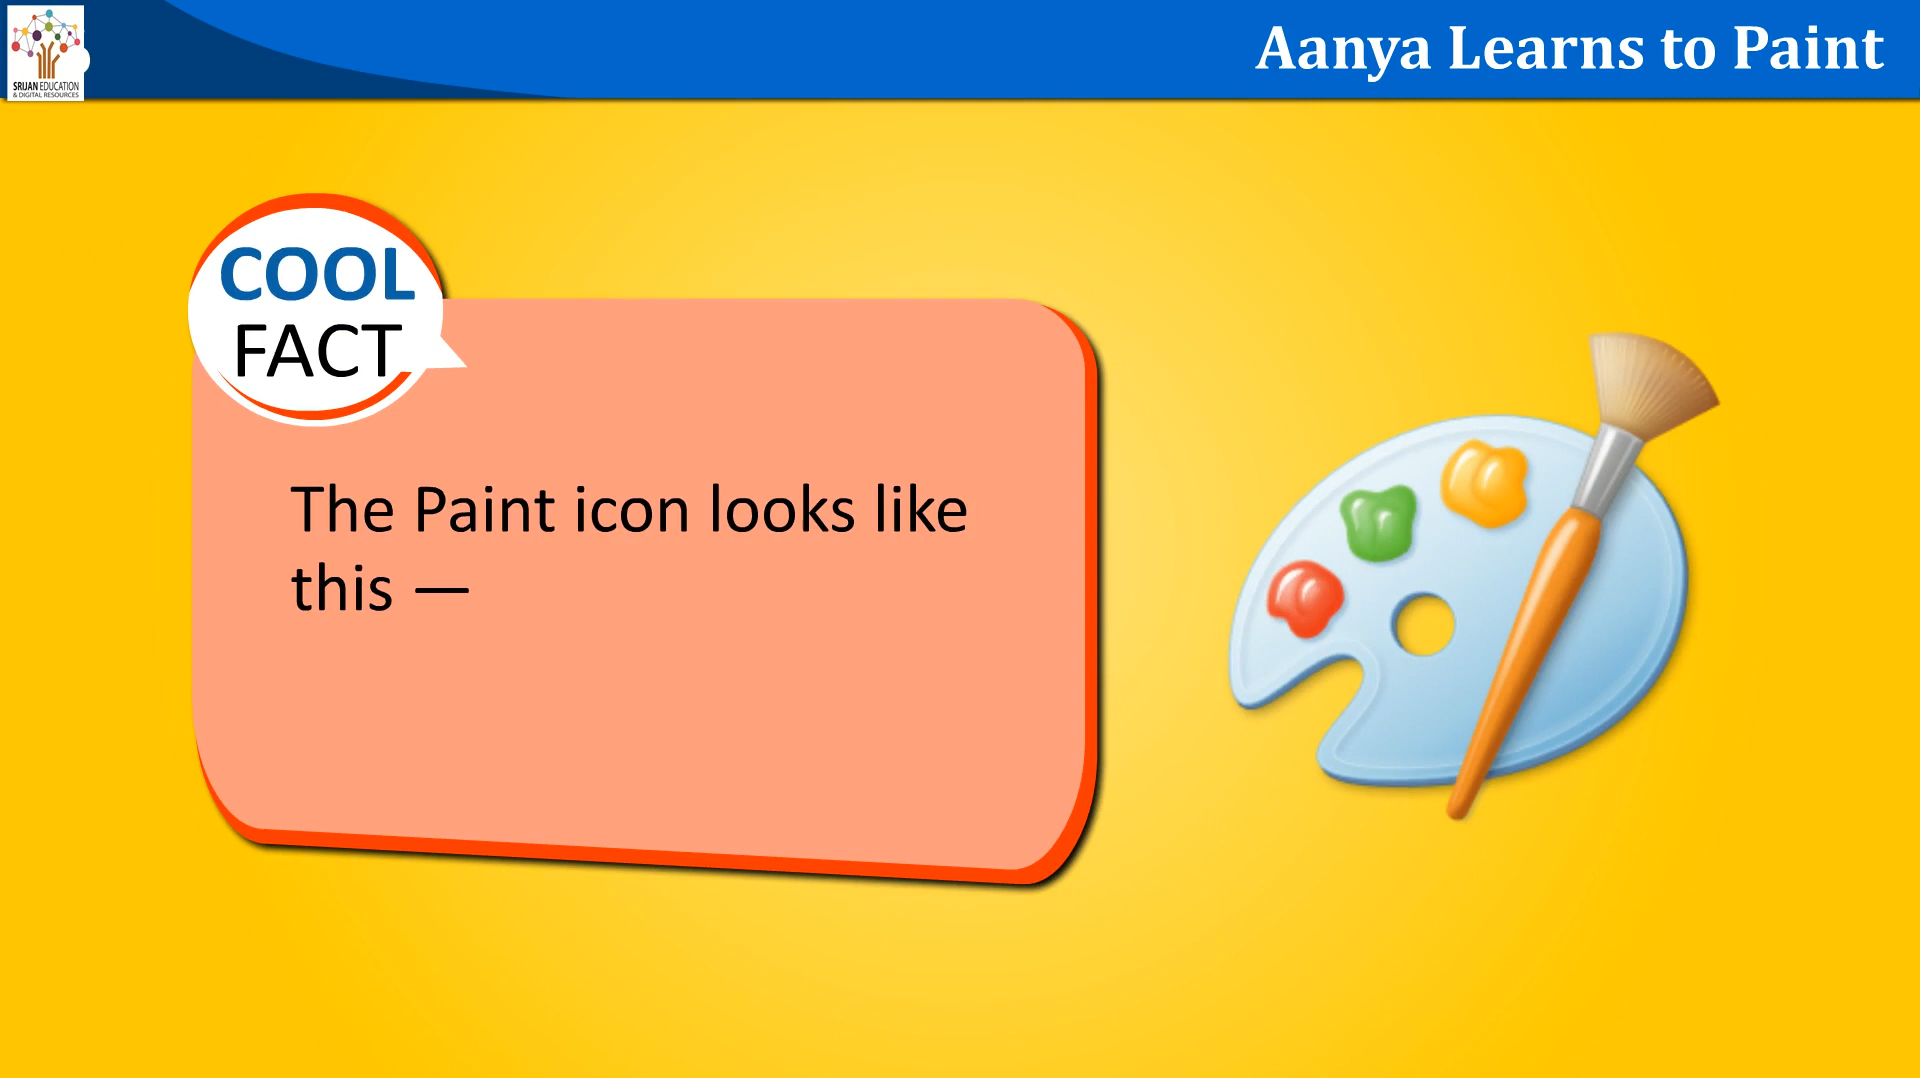 SRIJAN EDUCATION
& DIGITAL RESOURCES
Aanya Learns to Paint
COOL
FACT
The Paint icon looks like
this —